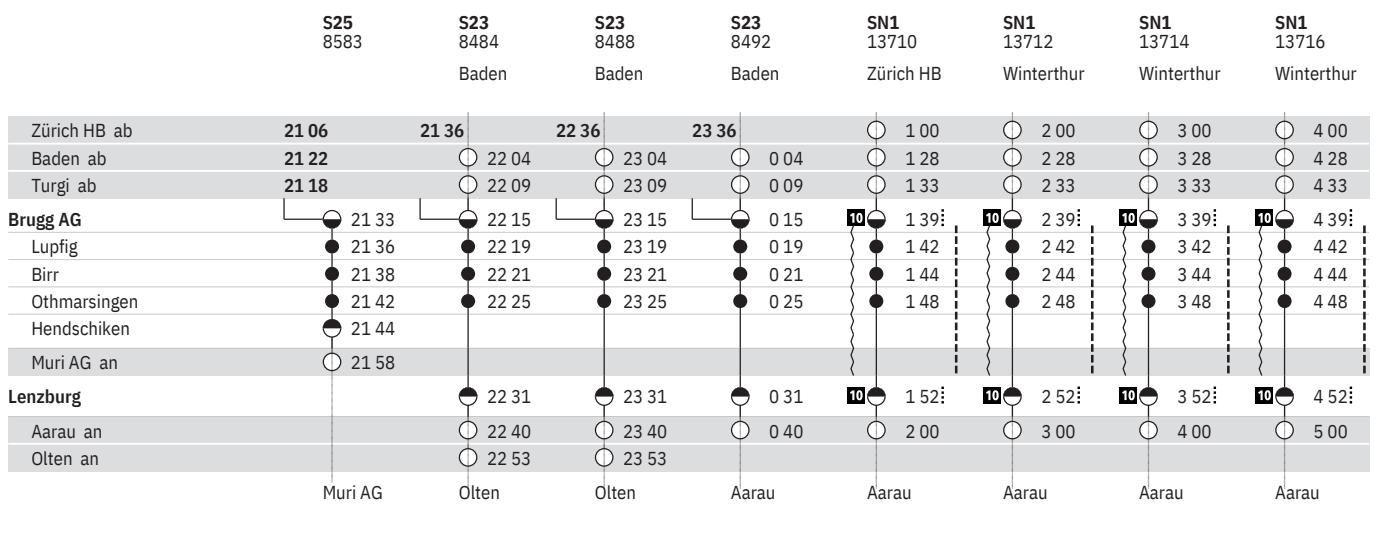 S25 S23 S23 S23 SN1 SN1 SN1 SN1
8583 8484 8488 8492 13710 13712 13714 13716
Baden Baden Baden Zürich HB Winterthur Winterthur Winterthur
Zürich HB ab 21 06 21 36 22 36 23 36 1 00 2 00 3 00 4 00
Baden ab 21 22 22 04 23 04 0 04 1 28 2 28 3 28 4 28
Turgi ab 21 18 22 09 23 09 0 09 1 33 2 33 3 33 4 33
Brugg AG 21 33 22 15 23 15 0 15 10 1 39 10 2 39 10 3 39 10 4 39
Lupfig 21 36 22 19 23 19 0 19 1 42 2 42 3 42 4 42
Birr 21 38 22 21 23 21 0 21 1 44 2 44 3 44 4 44
Othmarsingen 21 42 22 25 23 25 0 25 1 48 2 48 3 48 4 48
Hendschiken 21 44
Muri AG an 21 58
Lenzburg 22 31 23 31 0 31 10 1 52 10 2 52 10 3 52 10 4 52
Aarau an 22 40 23 40 0 40 2 00 3 00 4 00 5 00
Olten an 22 53 23 53
Muri AG Olten Olten Aarau Aarau Aarau Aarau Aarau